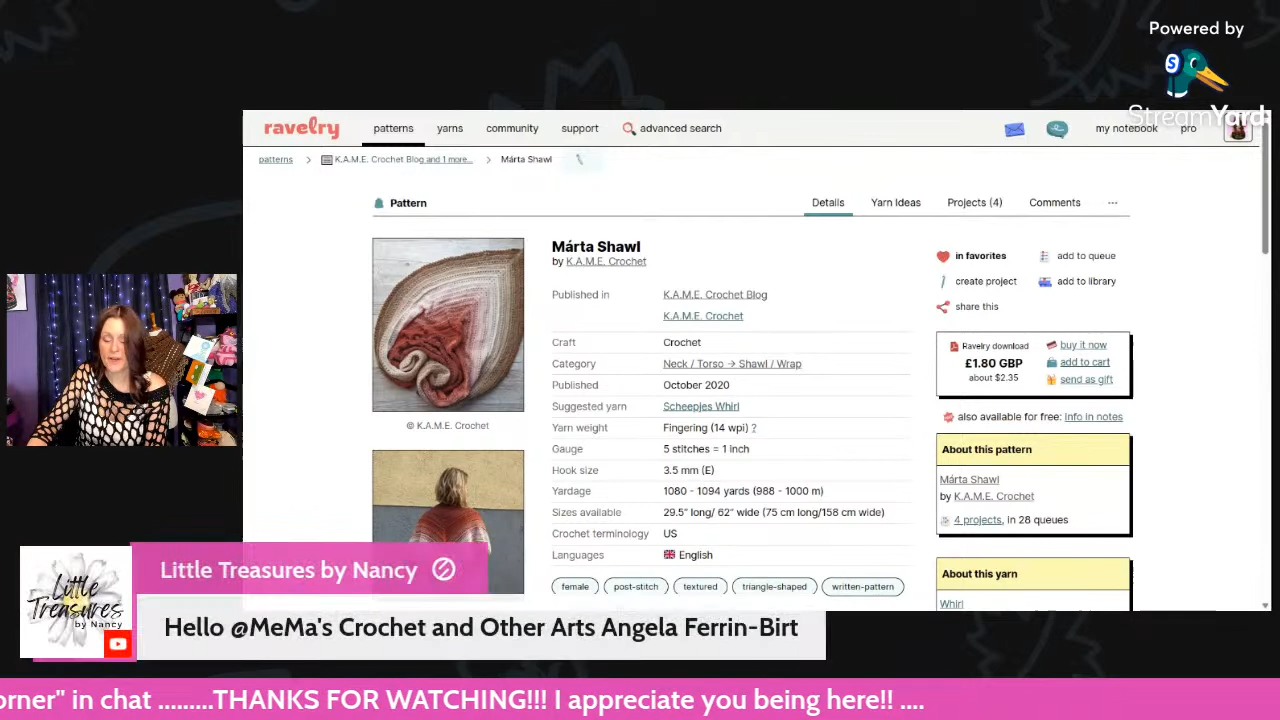 Powered by
StreamYard
ravelry
patterns yarns community support advanced search my notebook pro
patterns > K.A.M.E. Crochet Blog and 1 more... > Márta Shawl
Pattern Details Yarn Ideas Projects (4) Comments ...
Márta Shawl
by K.A.M.E. Crochet
Published in K.A.M.E. Crochet Blog
K.A.M.E. Crochet
Craft Crochet
Category Neck / Torso → Shawl / Wrap
Published October 2020
Suggested yarn Scheepjes Whirl
Yarn weight Fingering (14 wpi) ?
Gauge 5 stitches = 1 inch
Hook size 3.5 mm (E)
Yardage 1080 - 1094 yards (988 - 1000 m)
Sizes available 29.5" long/ 62" wide (75 cm long/158 cm wide)
Crochet terminology US
Languages English
female post-stitch textured triangle-shaped written-pattern
© K.A.M.E. Crochet
in favorites add to queue
create project add to library
share this
Ravelry download
£1.80 GBP
about $2.35
buy it now
add to cart
send as gift
also available for free: Info in notes
About this pattern
Márta Shawl
by K.A.M.E. Crochet
4 projects, in 28 queues
About this yarn
Whirl
Little Treasures
by Nancy
Little Treasures by Nancy
Hello @MeMa's Crochet and Other Arts Angela Ferrin-Birt
orner" in chat .........THANKS FOR WATCHING!!! I appreciate you being here!! ....